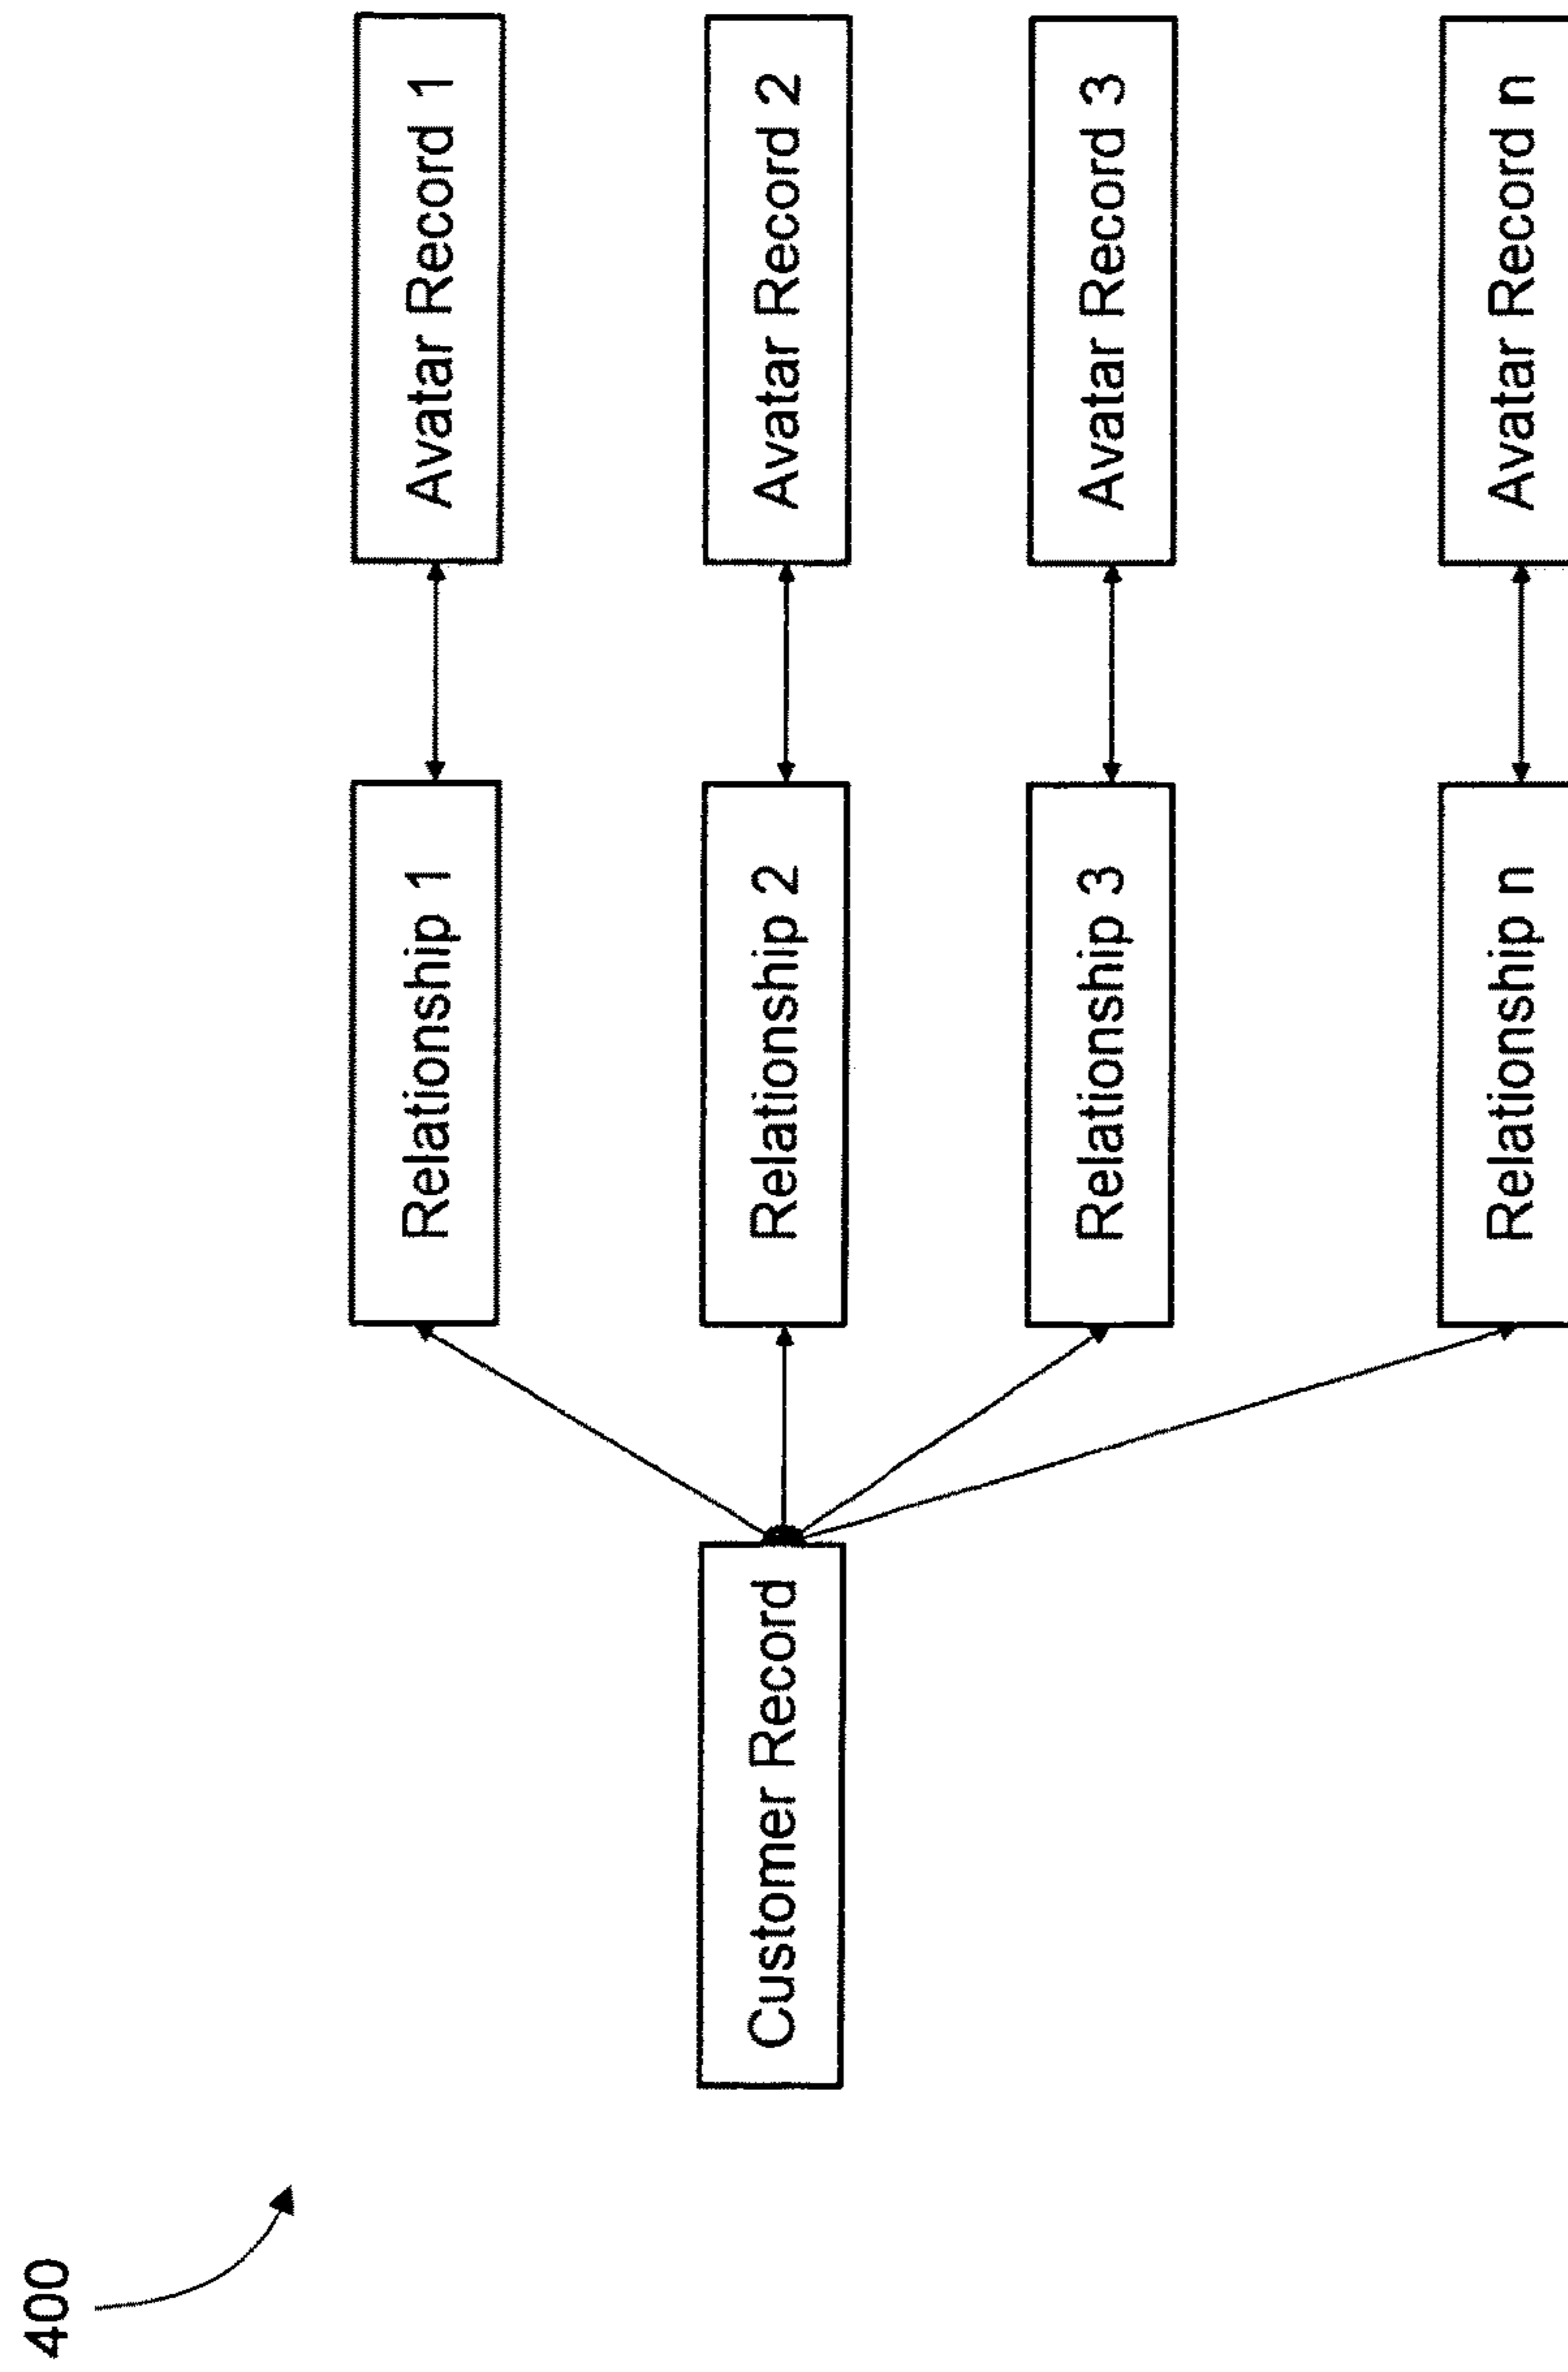 400
Customer Record
Relationship 1
Avatar Record 1
Relationship 2
Avatar Record 2
Relationship 3
Avatar Record 3
Relationship n
Avatar Record n